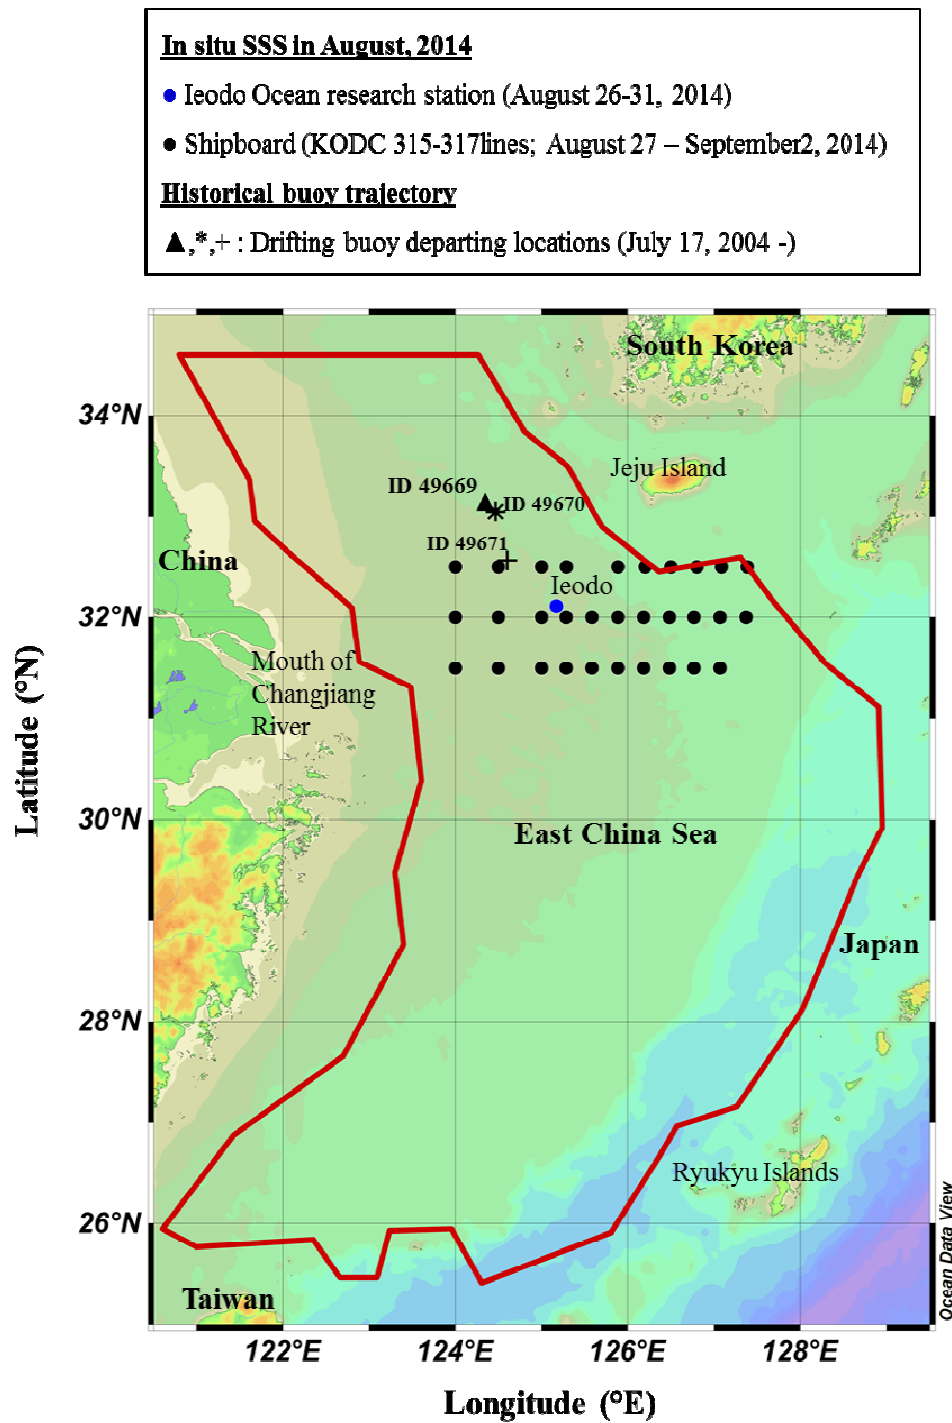 In situ SSS in August, 2014
● Ieodo Ocean research station (August 26-31, 2014)
● Shipboard (KODC 315-317lines; August 27 – September2, 2014)
Historical buoy trajectory
▲,*,+ : Drifting buoy departing locations (July 17, 2004 -)
South Korea
34°N
Jeju Island
ID 49669
ID 49670
ID 49671
China
Ieodo
32°N
Mouth of
Changjiang
River
Latitude (°N)
30°N
East China Sea
Japan
28°N
Ryukyu Islands
26°N
Taiwan
Ocean Data View
122°E
124°E
126°E
128°E
Longitude (°E)